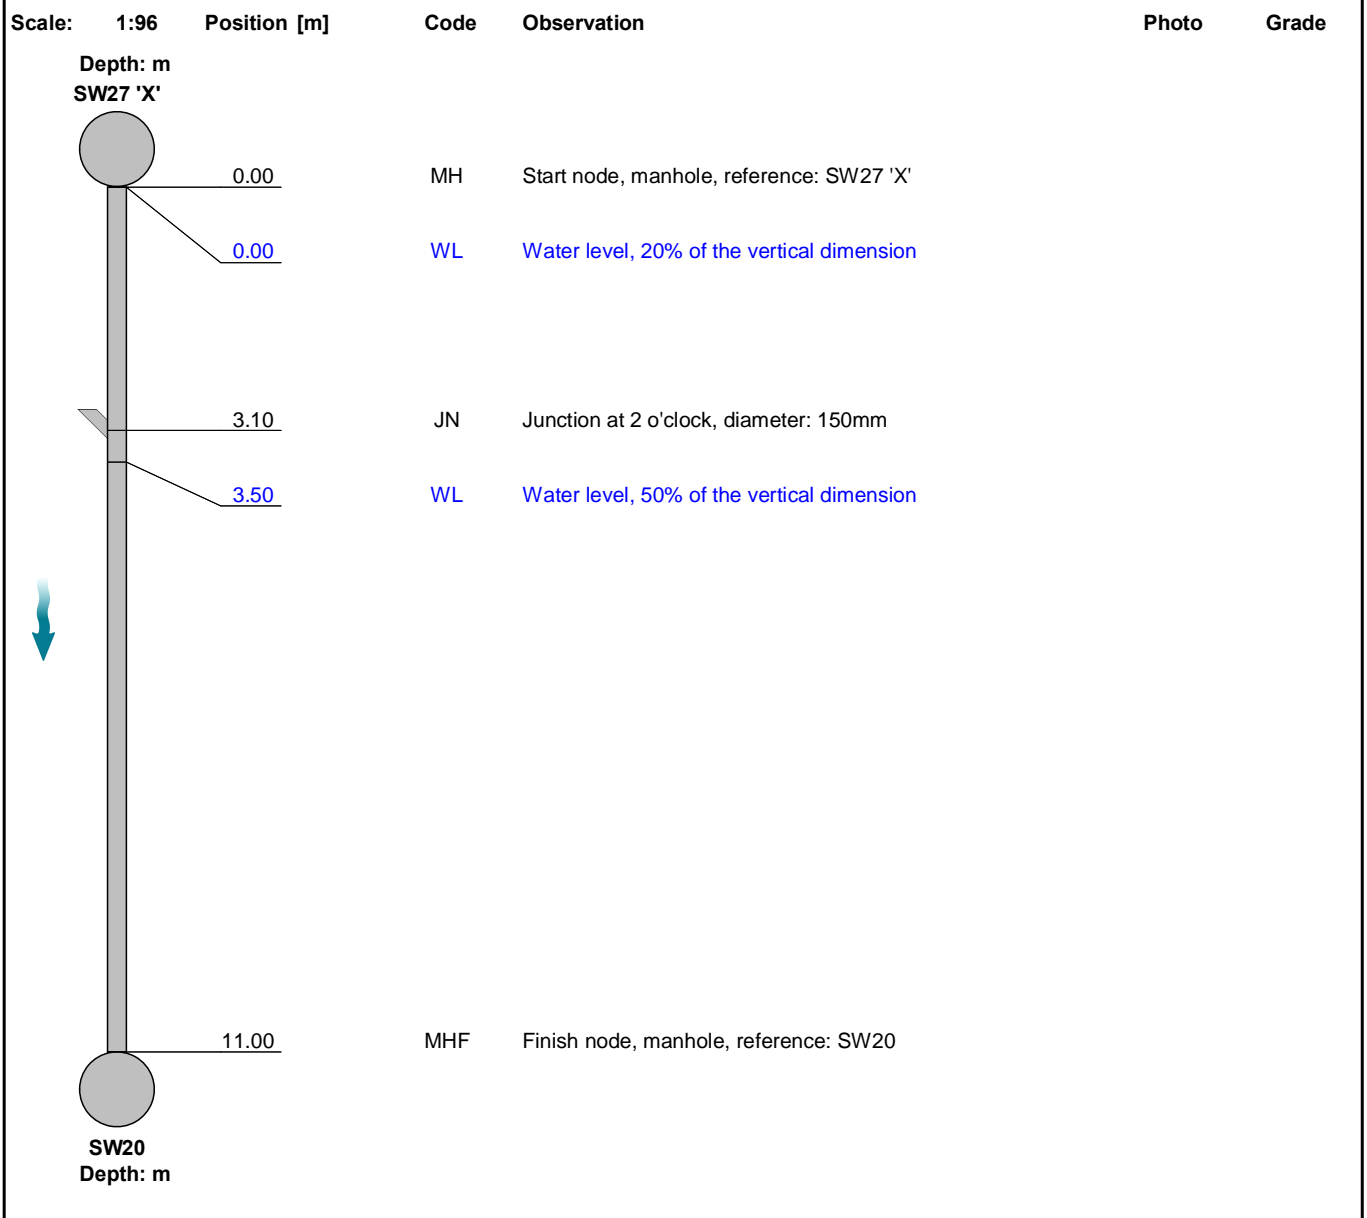 Scale: 1:96 Position [m] Code Observation Photo Grade
Depth: m
SW27 'X'
0.00 MH Start node, manhole, reference: SW27 'X'
0.00 WL Water level, 20% of the vertical dimension
3.10 JN Junction at 2 o'clock, diameter: 150mm
3.50 WL Water level, 50% of the vertical dimension
11.00 MHF Finish node, manhole, reference: SW20
SW20
Depth: m